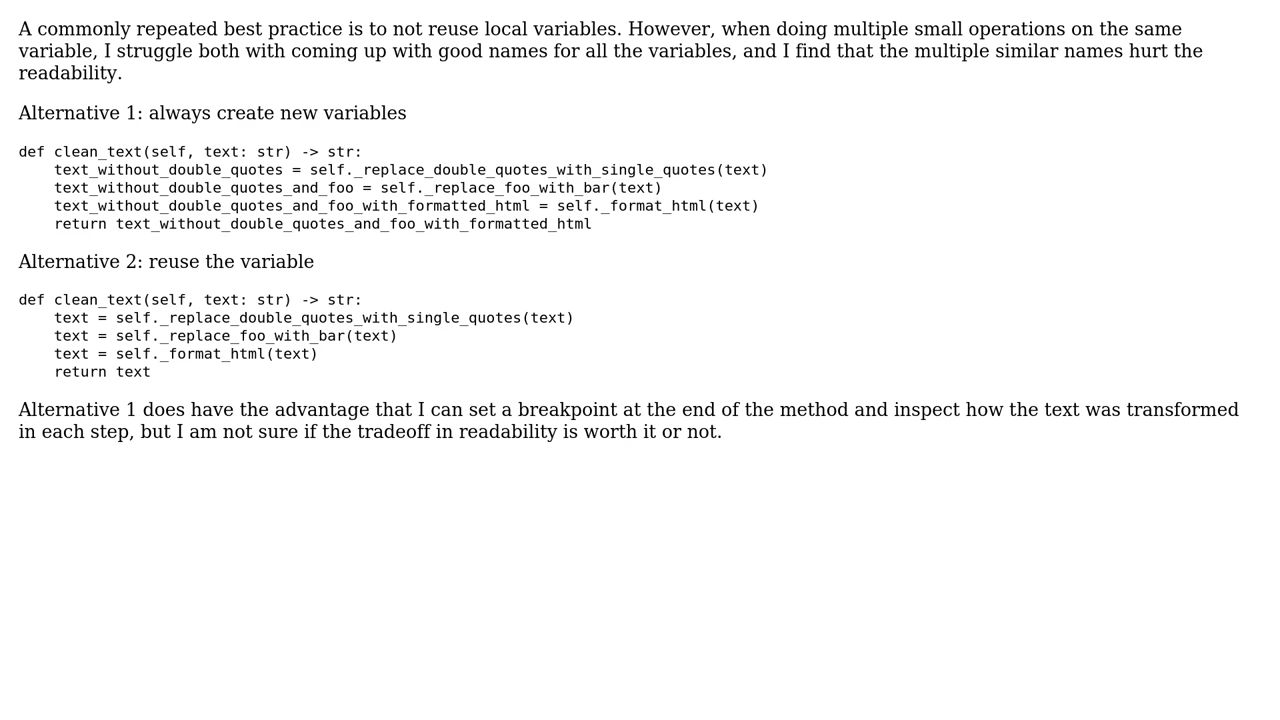 A commonly repeated best practice is to not reuse local variables. However, when doing multiple small operations on the same
variable, I struggle both with coming up with good names for all the variables, and I find that the multiple similar names hurt the
readability.
Alternative 1: always create new variables
def clean_text(self, text: str) -> str:
    text_without_double_quotes = self._replace_double_quotes_with_single_quotes(text)
    text_without_double_quotes_and_foo = self._replace_foo_with_bar(text)
    text_without_double_quotes_and_foo_with_formatted_html = self._format_html(text)
    return text_without_double_quotes_and_foo_with_formatted_html
Alternative 2: reuse the variable
def clean_text(self, text: str) -> str:
    text = self._replace_double_quotes_with_single_quotes(text)
    text = self._replace_foo_with_bar(text)
    text = self._format_html(text)
    return text
Alternative 1 does have the advantage that I can set a breakpoint at the end of the method and inspect how the text was transformed
in each step, but I am not sure if the tradeoff in readability is worth it or not.